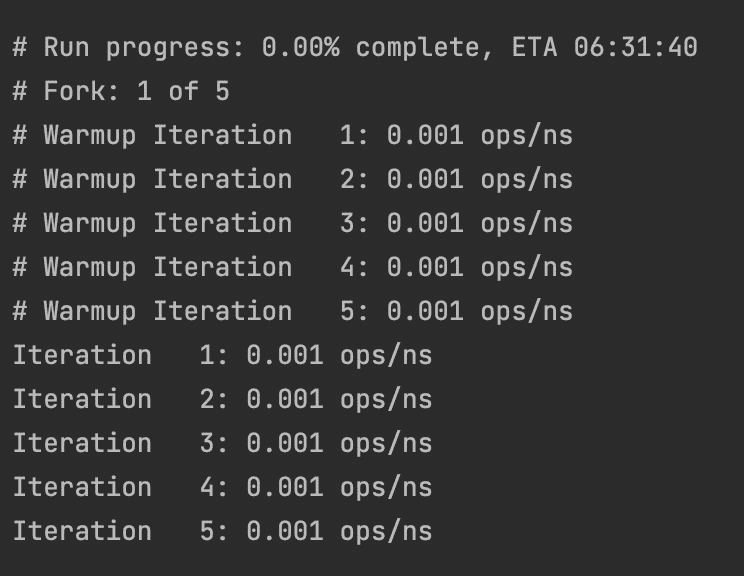 # Run progress: 0.00% complete, ETA 06:31:40
# Fork: 1 of 5
# Warmup Iteration   1: 0.001 ops/ns
# Warmup Iteration   2: 0.001 ops/ns
# Warmup Iteration   3: 0.001 ops/ns
# Warmup Iteration   4: 0.001 ops/ns
# Warmup Iteration   5: 0.001 ops/ns
Iteration   1: 0.001 ops/ns
Iteration   2: 0.001 ops/ns
Iteration   3: 0.001 ops/ns
Iteration   4: 0.001 ops/ns
Iteration   5: 0.001 ops/ns